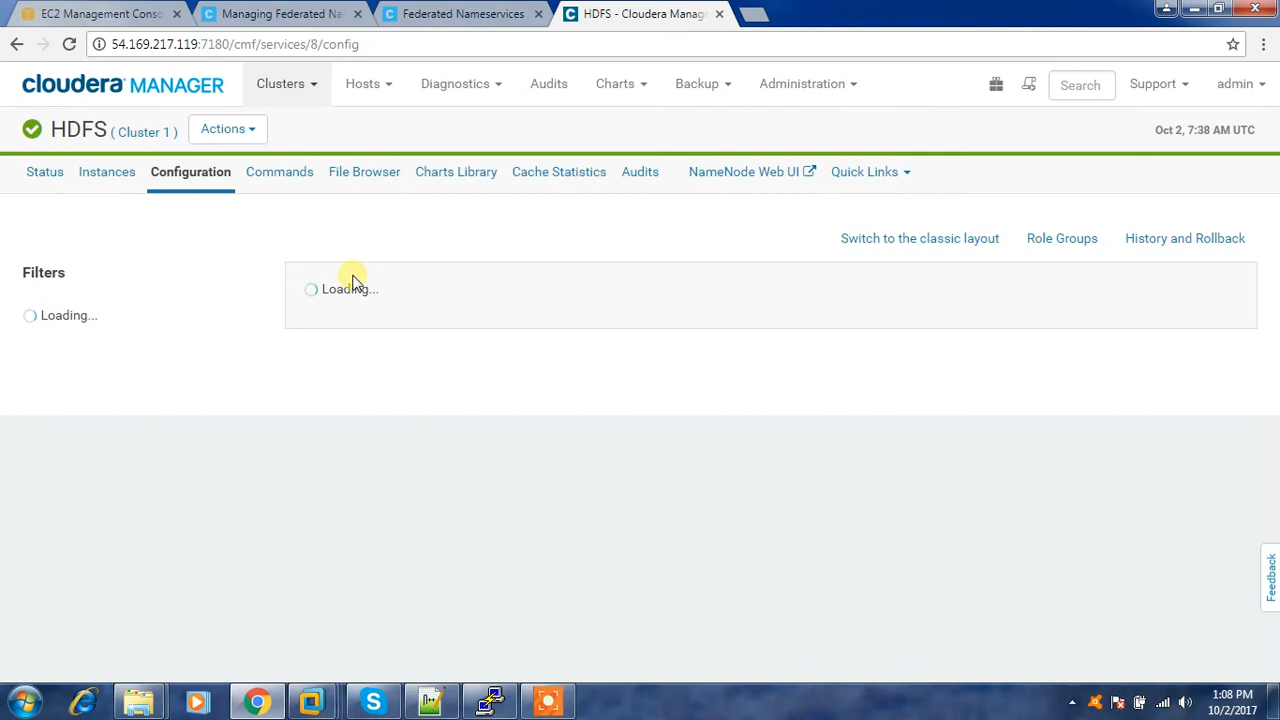 EC2 Management Conso
Managing Federated Na
Federated Nameservices
HDFS - Cloudera Manag
54.169.217.119:7180/cmf/services/8/config
cloudera MANAGER
Clusters
Hosts
Diagnostics
Audits
Charts
Backup
Administration
Search
Support
admin
HDFS ( Cluster 1 )
Actions
Oct 2, 7:38 AM UTC
Status
Instances
Configuration
Commands
File Browser
Charts Library
Cache Statistics
Audits
NameNode Web UI
Quick Links
Switch to the classic layout
Role Groups
History and Rollback
Filters
Loading...
Loading...
Feedback
1:08 PM
10/2/2017